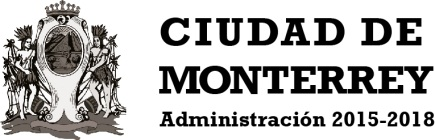 CIUDAD DE
MONTERREY
Administración 2015-2018